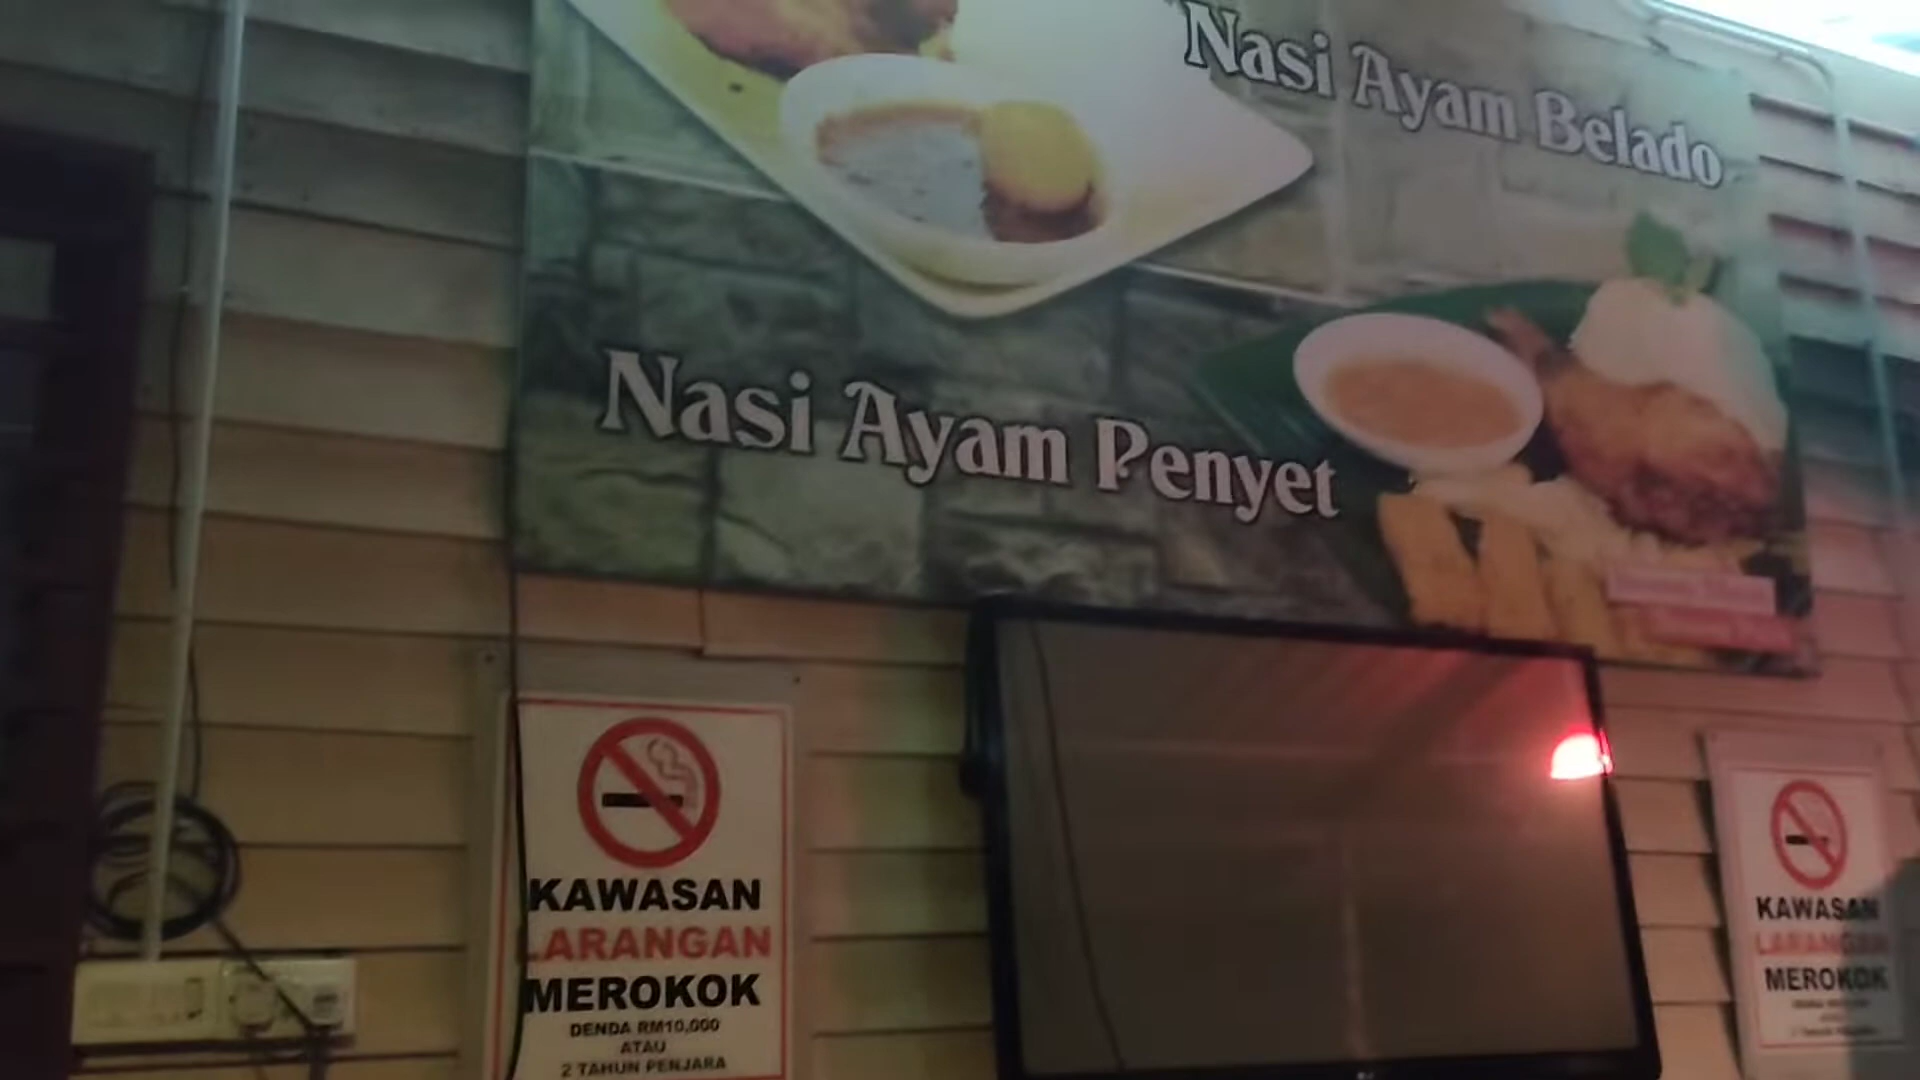 Nasi Ayam Belado
Nasi Ayam Penyet
KAWASAN
LARANGAN
MEROKOK
DENDA RM10,000
ATAU
2 TAHUN PENJARA
KAWASAN
LARANGAN
MEROKOK